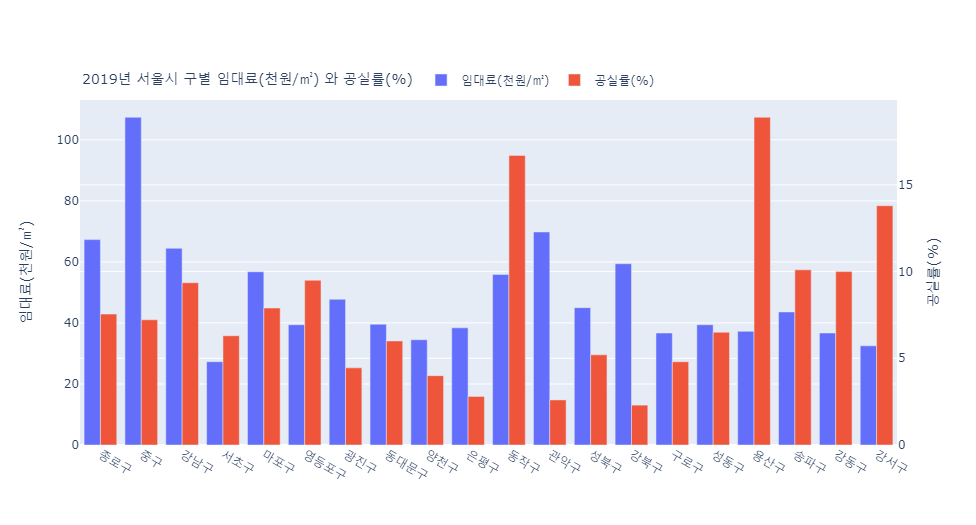 2019년 서울시 구별 임대료(천원/㎡) 와 공실률(%)
임대료(천원/㎡)
공실률(%)
임대료(천원/㎡)
100
80
60
40
20
0
15
10
5
0
공실률(%)
종로구
중구
강남구
서초구
마포구
영등포구
광진구
동대문구
양천구
은평구
동작구
관악구
성북구
강북구
구로구
성동구
용산구
송파구
강동구
강서구